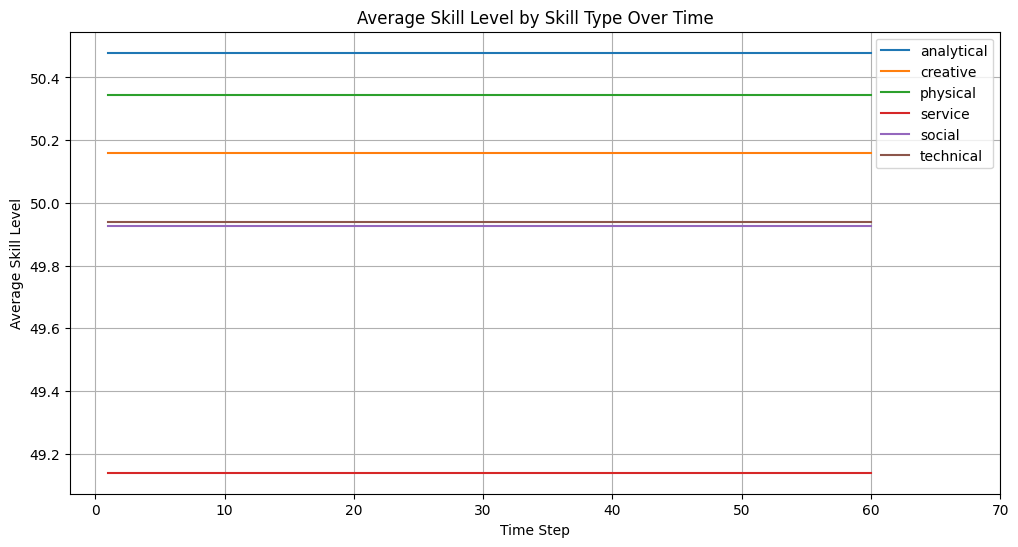 Average Skill Level by Skill Type Over Time
Average Skill Level
50.4
50.2
50.0
49.8
49.6
49.4
49.2
analytical
creative
physical
service
social
technical
0 10 20 30 40 50 60 70
Time Step